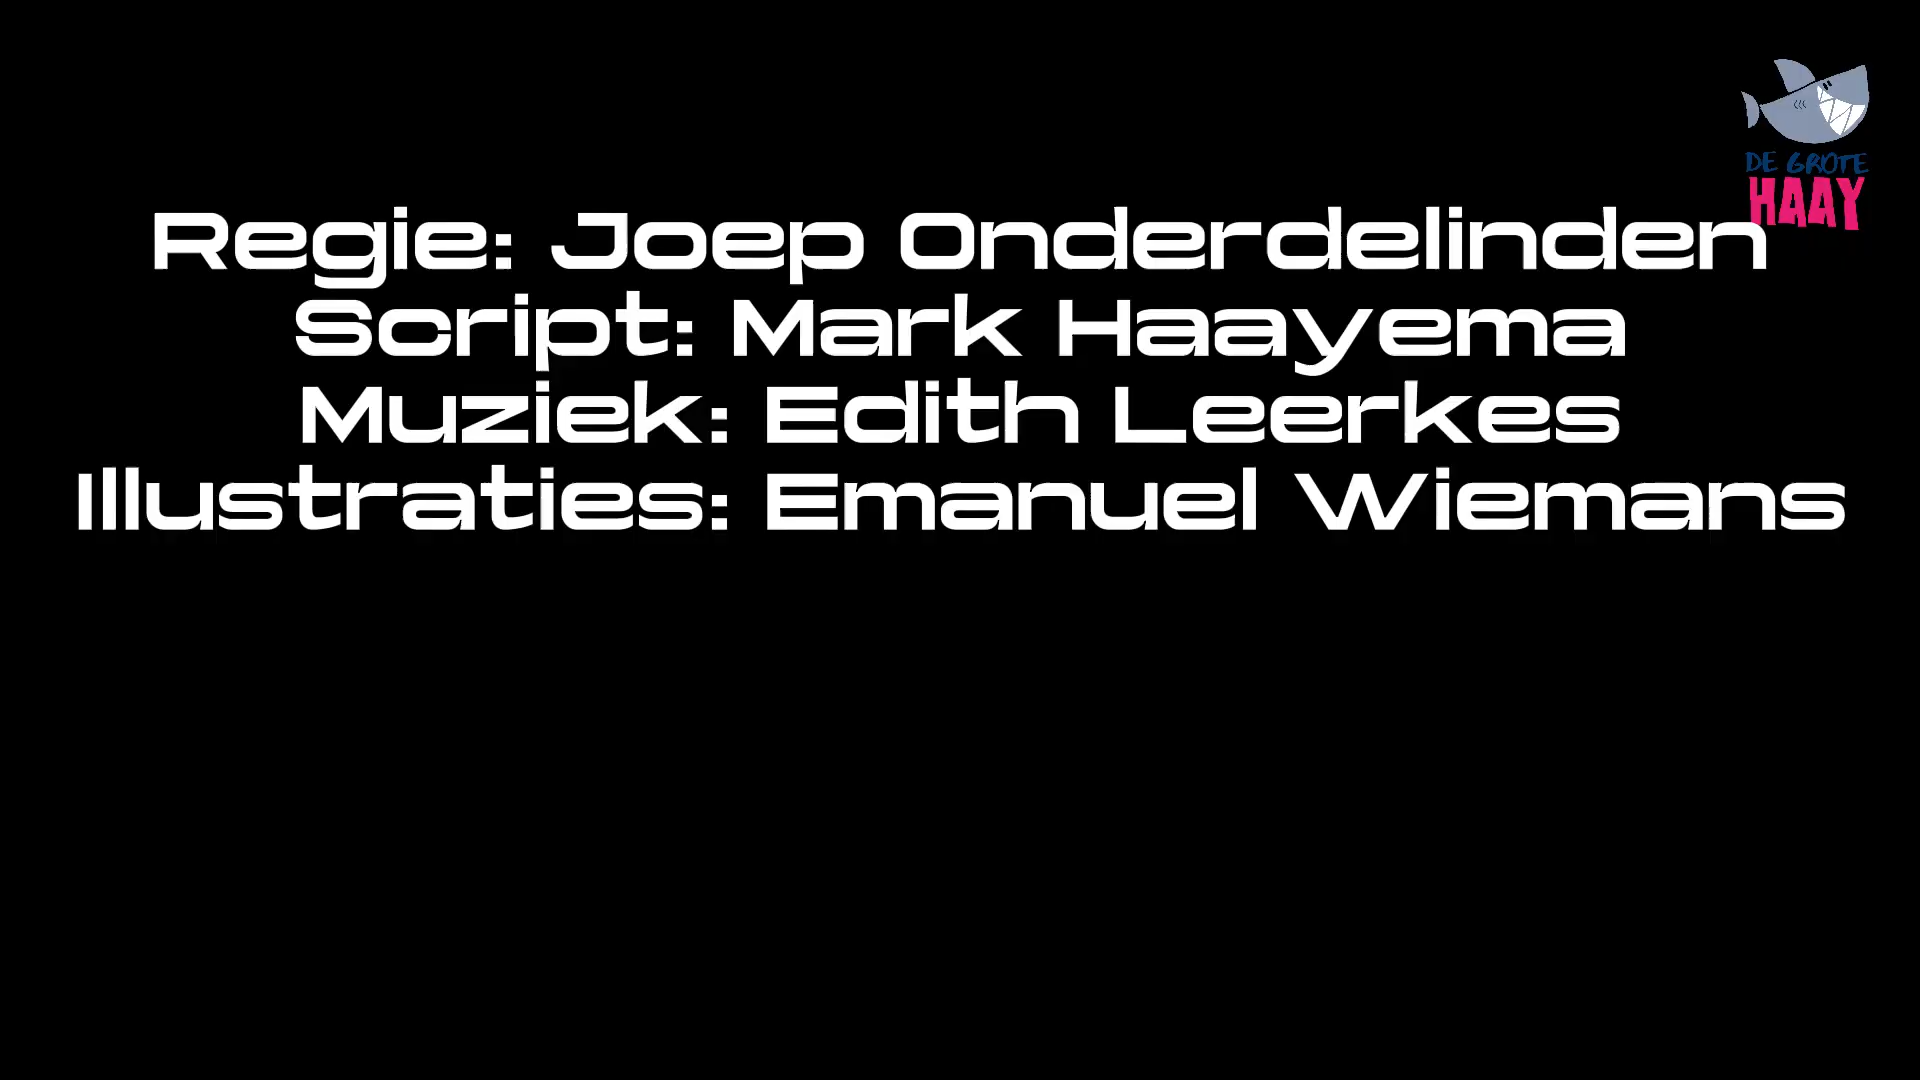 DE GROTE
HAAY
Regie: Joep Onderdelinden
Script: Mark Haayema
Muziek: Edith Leerkes
Illustraties: Emanuel Wiemans